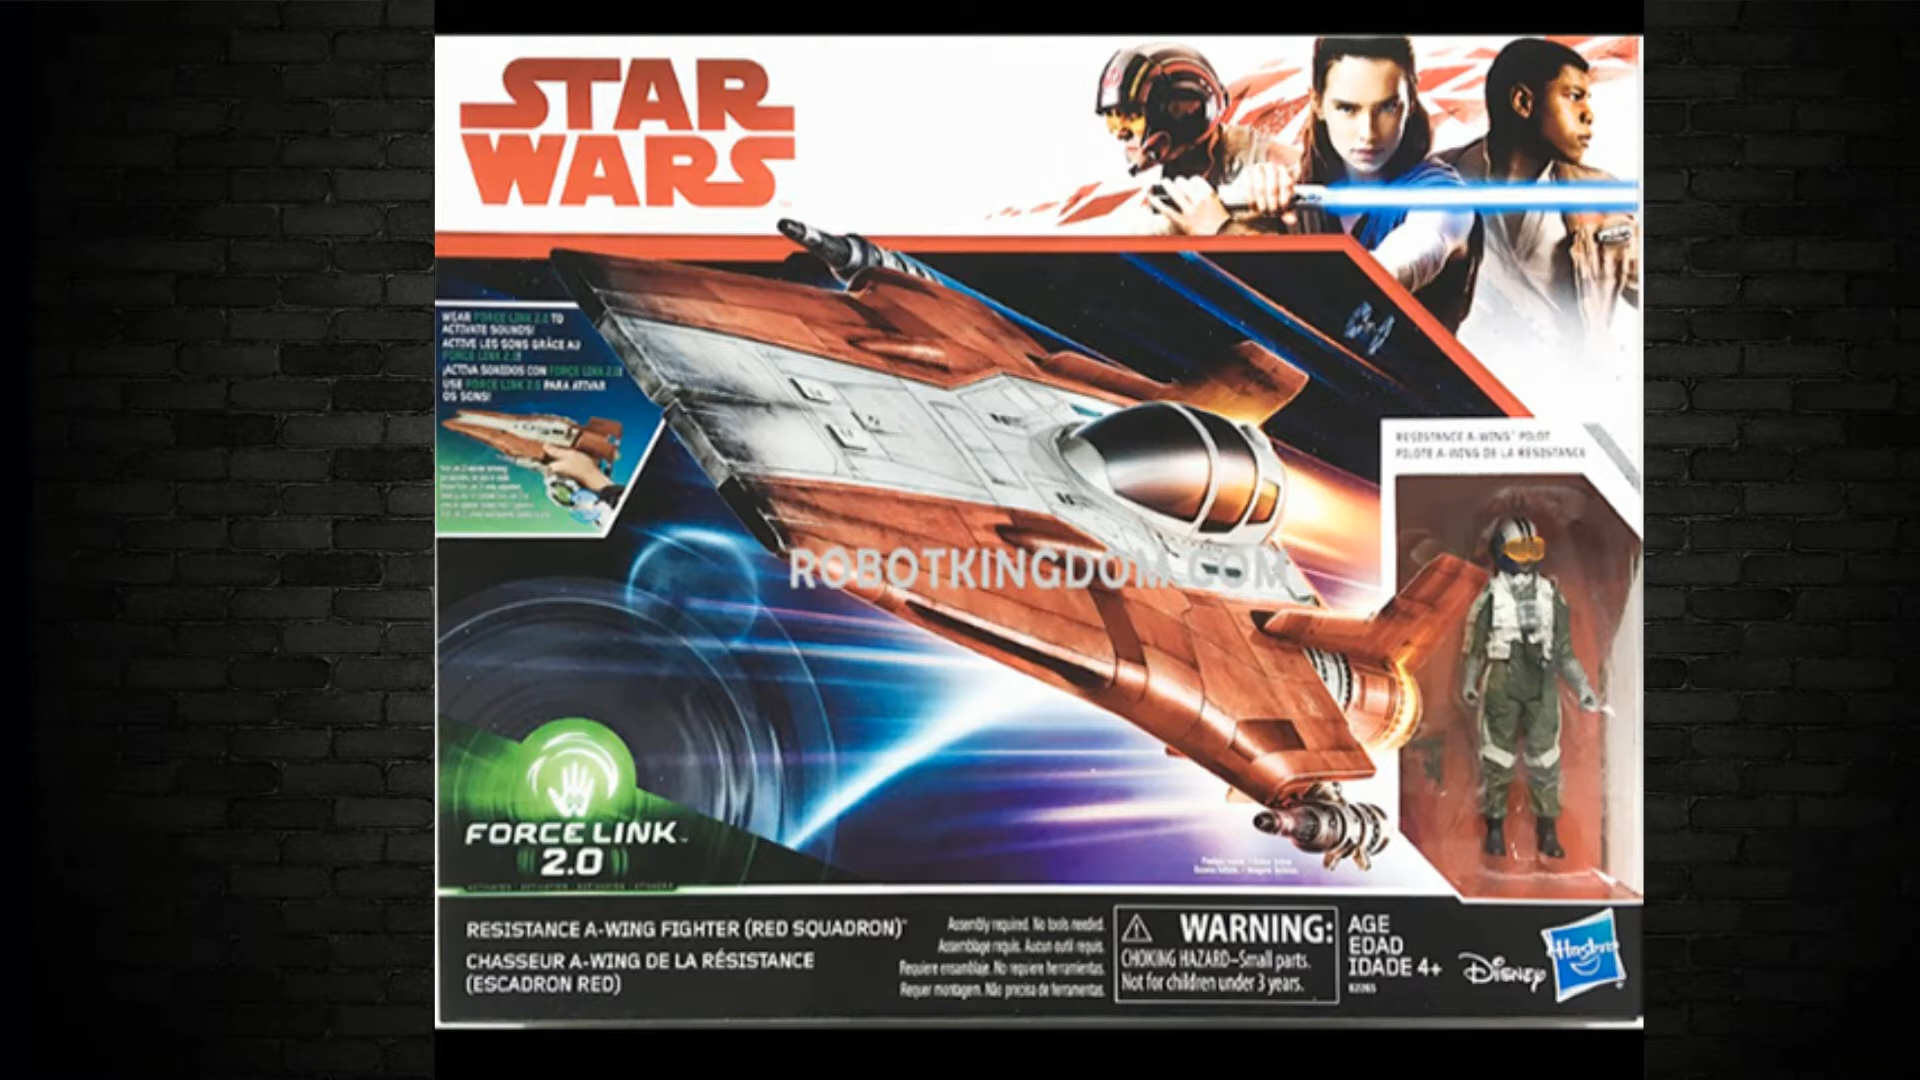 STAR
WARS
WEAR FORCE LINK 2.0 TO
ACTIVATE SOUNDS!
ACTIVE LES SONS GRÂCE AU
FORCE LINK 2.0!
¡ACTIVA SONIDOS CON FORCE LINK 2.0!
USE FORCE LINK 2.0 PARA ATIVAR
OS SONS!
RESISTANCE A-WING™ PILOT
PILOTE A-WING DE LA RÉSISTANCE
ROBOTKINGDOM.COM
FORCE LINK™
2.0
RESISTANCE A-WING FIGHTER (RED SQUADRON)™
CHASSEUR A-WING DE LA RÉSISTANCE
(ESCADRON RED)
Assembly required. No tools needed.
Assemblage requis. Aucun outil requis.
Requiere ensamblaje. No requiere herramientas.
Requer montagem. Não precisa de ferramentas.
⚠ WARNING:
CHOKING HAZARD–Small parts.
Not for children under 3 years.
AGE
EDAD
IDADE 4+
Disney
Hasbro